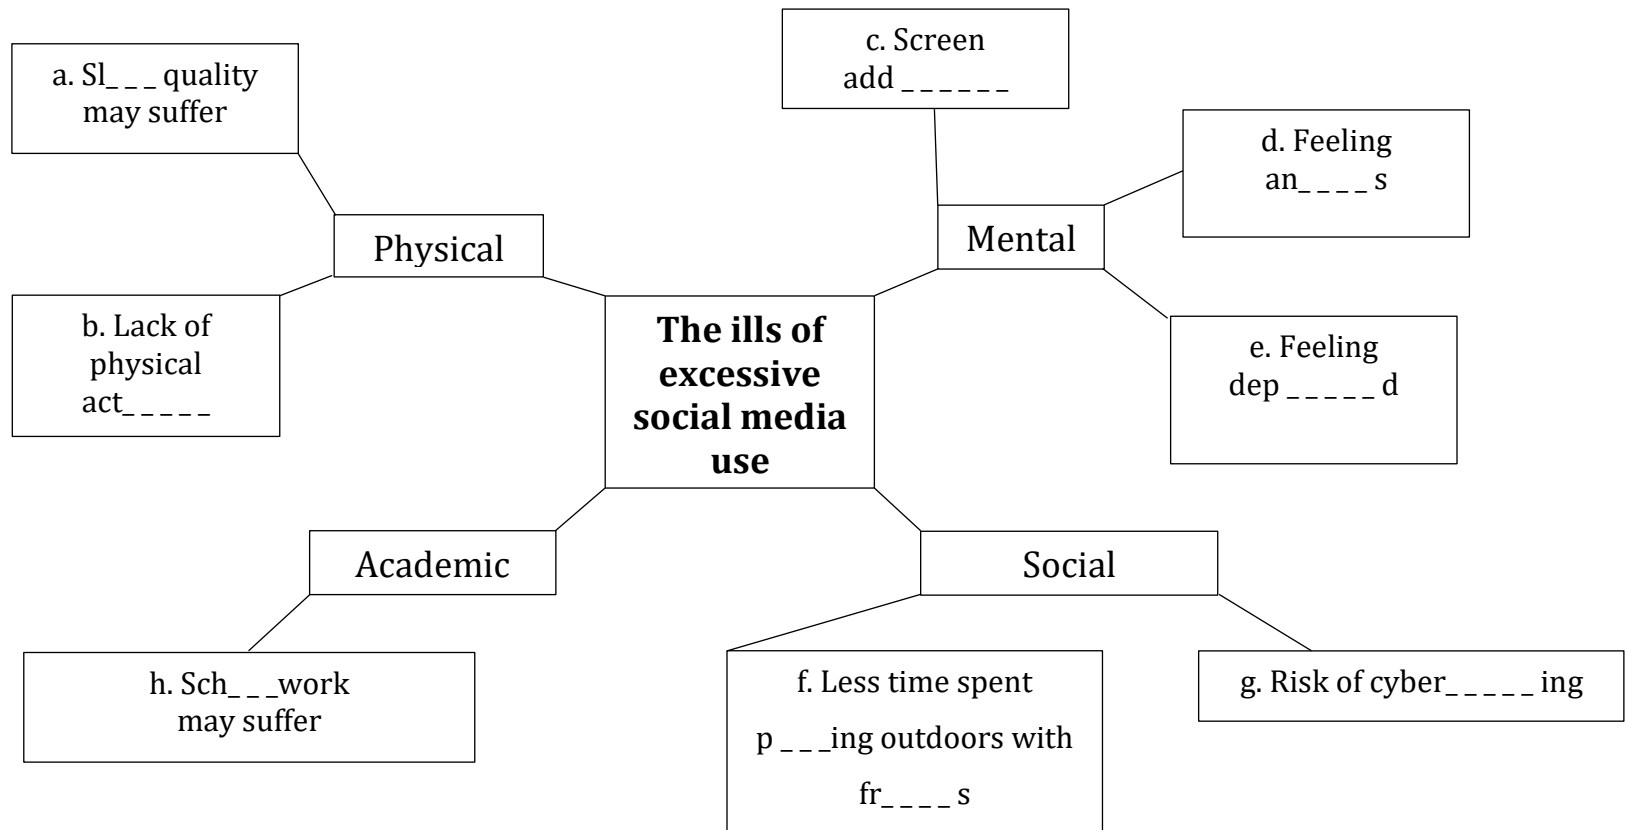 a. Sl_ _ _ quality
may suffer
c. Screen
add _ _ _ _ _ _
d. Feeling
an_ _ _ _ s
Physical
Mental
b. Lack of
physical
act_ _ _ _ _
The ills of
excessive
social media
use
e. Feeling
dep _ _ _ _ _ d
Academic
Social
h. Sch_ _ _work
may suffer
f. Less time spent
p _ _ _ing outdoors with
fr_ _ _ _ s
g. Risk of cyber_ _ _ _ _ ing